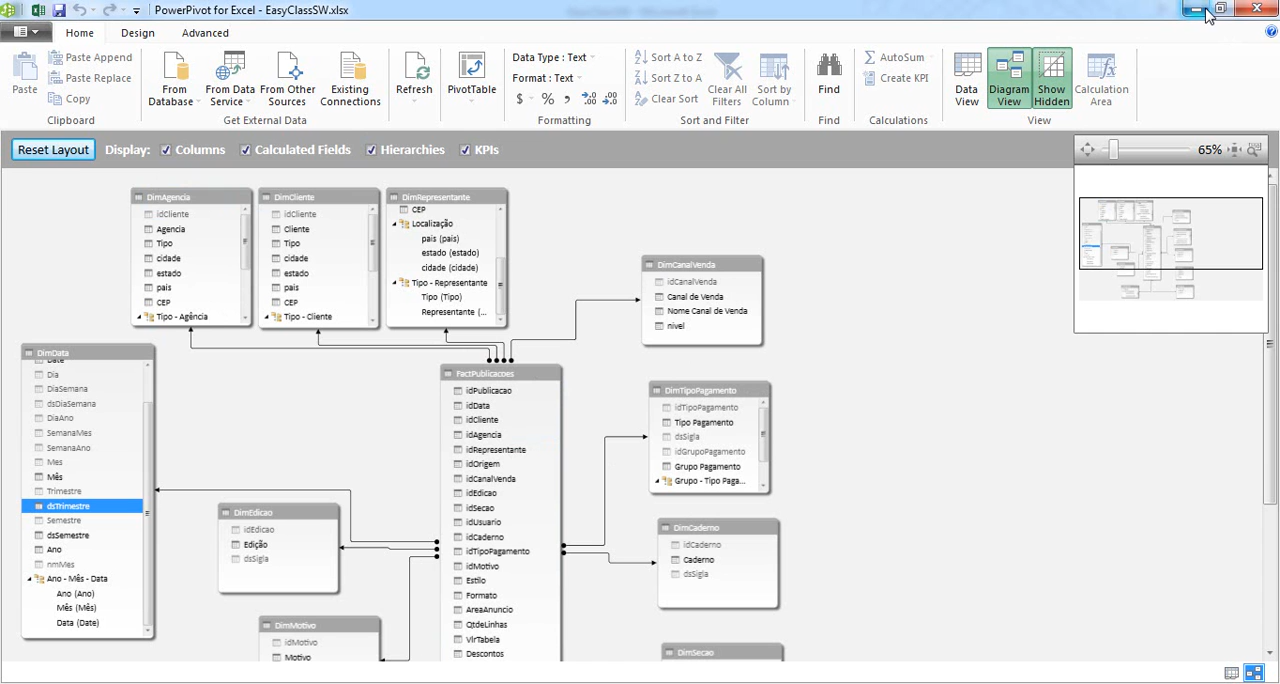 PowerPivot for Excel - EasyClassSW.xlsx
Home Design Advanced
Paste
Paste Append
Paste Replace
Copy
Clipboard
From Database
From Data Service
From Other Sources
Existing Connections
Get External Data
Refresh
PivotTable
Data Type : Text
Format : Text
$ % , .00 .00
Formatting
Sort A to Z
Sort Z to A
Clear Sort
Clear All Filters
Sort by Column
Sort and Filter
Find
Find
AutoSum
Create KPI
Calculations
Data View
Diagram View
Show Hidden
Calculation Area
View
Reset Layout Display: Columns Calculated Fields Hierarchies KPIs
65%
DimAgencia
idCliente
Agencia
Tipo
cidade
estado
pais
CEP
Tipo - Agência
DimCliente
idCliente
Cliente
Tipo
cidade
estado
pais
CEP
Tipo - Cliente
DimRepresentante
CEP
Localização
pais (pais)
estado (estado)
cidade (cidade)
Tipo - Representante
Tipo (Tipo)
Representante (...
DimCanalVenda
idCanalVenda
Canal de Venda
Nome Canal de Venda
nivel
DimData
Date
Dia
DiaSemana
dsDiaSemana
DiaAno
SemanaMes
SemanaAno
Mes
Mês
Trimestre
dsTrimestre
Semestre
dsSemestre
Ano
nmMes
Ano - Mês - Data
Ano (Ano)
Mês (Mês)
Data (Date)
FactPublicacoes
idPublicacao
idData
idCliente
idAgencia
idRepresentante
idOrigem
idCanalVenda
idEdicao
idSecao
idUsuario
idCaderno
idTipoPagamento
idMotivo
Estilo
Formato
AreaAnuncio
QtdeLinhas
VlrTabela
Descontos
DimTipoPagamento
idTipoPagamento
Tipo Pagamento
dsSigla
idGrupoPagamento
Grupo Pagamento
Grupo - Tipo Paga...
DimEdicao
idEdicao
Edição
dsSigla
DimCaderno
idCaderno
Caderno
dsSigla
DimMotivo
idMotivo
Motivo
DimSecao